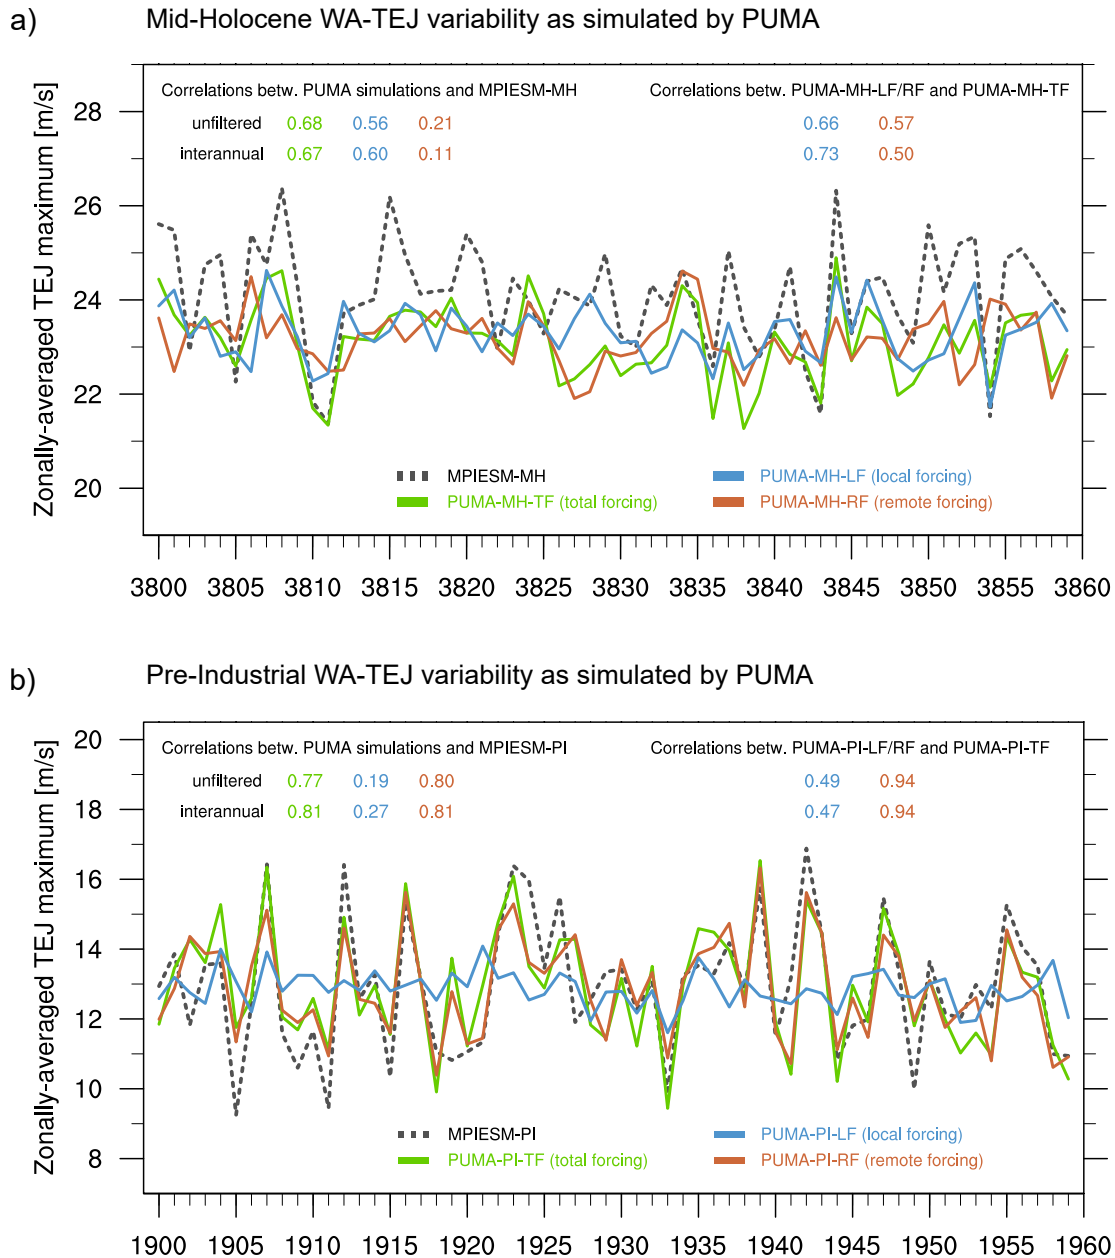 a) Mid-Holocene WA-TEJ variability as simulated by PUMA
Zonally-averaged TEJ maximum [m/s]
Correlations betw. PUMA simulations and MPIESM-MH Correlations betw. PUMA-MH-LF/RF and PUMA-MH-TF
unfiltered 0.68 0.56 0.21 0.66 0.57
interannual 0.67 0.60 0.11 0.73 0.50
28
26
24
22
20
MPIESM-MH PUMA-MH-LF (local forcing)
PUMA-MH-TF (total forcing) PUMA-MH-RF (remote forcing)
3800 3805 3810 3815 3820 3825 3830 3835 3840 3845 3850 3855 3860
b) Pre-Industrial WA-TEJ variability as simulated by PUMA
Zonally-averaged TEJ maximum [m/s]
Correlations betw. PUMA simulations and MPIESM-PI Correlations betw. PUMA-PI-LF/RF and PUMA-PI-TF
unfiltered 0.77 0.19 0.80 0.49 0.94
interannual 0.81 0.27 0.81 0.47 0.94
20
18
16
14
12
10
8
MPIESM-PI PUMA-PI-LF (local forcing)
PUMA-PI-TF (total forcing) PUMA-PI-RF (remote forcing)
1900 1905 1910 1915 1920 1925 1930 1935 1940 1945 1950 1955 1960